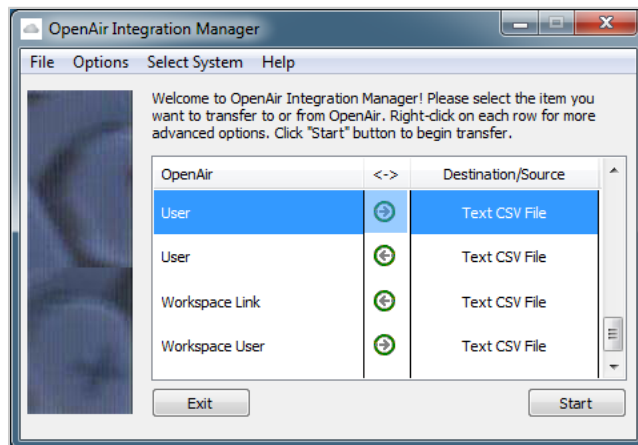 OpenAir Integration Manager
File Options Select System Help
Welcome to OpenAir Integration Manager! Please select the item you
want to transfer to or from OpenAir. Right-click on each row for more
advanced options. Click "Start" button to begin transfer.
OpenAir <-> Destination/Source
User Text CSV File
User Text CSV File
Workspace Link Text CSV File
Workspace User Text CSV File
Exit Start